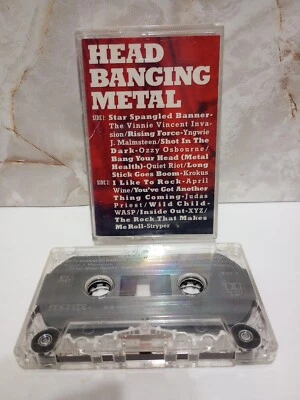 HEAD
BANGING
METAL
SIDE 1: Star Spangled Banner-
The Vinnie Vincent Inva-
sion/Rising Force-Yngwie
J. Malmsteen/Shot In The
Dark-Ozzy Osbourne/
Bang Your Head (Metal
Health)-Quiet Riot/Long
Stick Goes Boom-Krokus
SIDE 2: I Like To Rock-April
Wine/You've Got Another
Thing Coming-Judas
Priest/Wild Child-
WASP/Inside Out-XYZ/
The Rock That Makes
Me Roll-Stryper